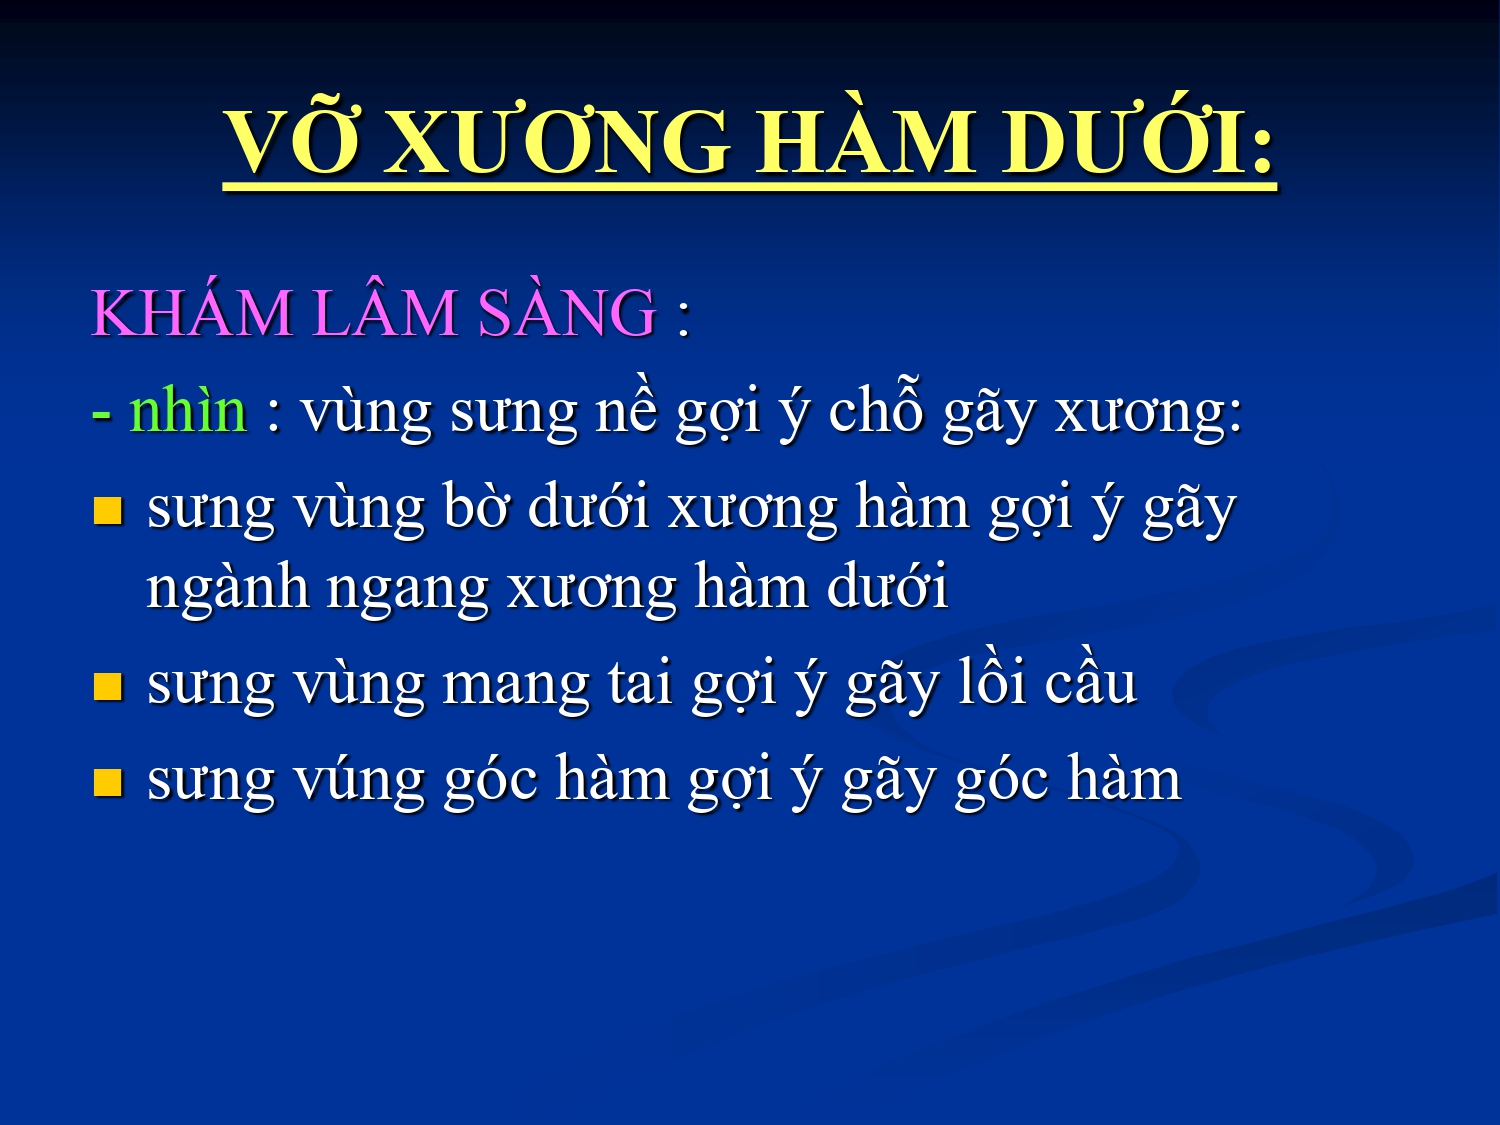 VỠ XƯƠNG HÀM DƯỚI:
KHÁM LÂM SÀNG :
- nhìn : vùng sưng nề gợi ý chỗ gãy xương:
sưng vùng bờ dưới xương hàm gợi ý gãy
ngành ngang xương hàm dưới
sưng vùng mang tai gợi ý gãy lồi cầu
sưng vúng góc hàm gợi ý gãy góc hàm